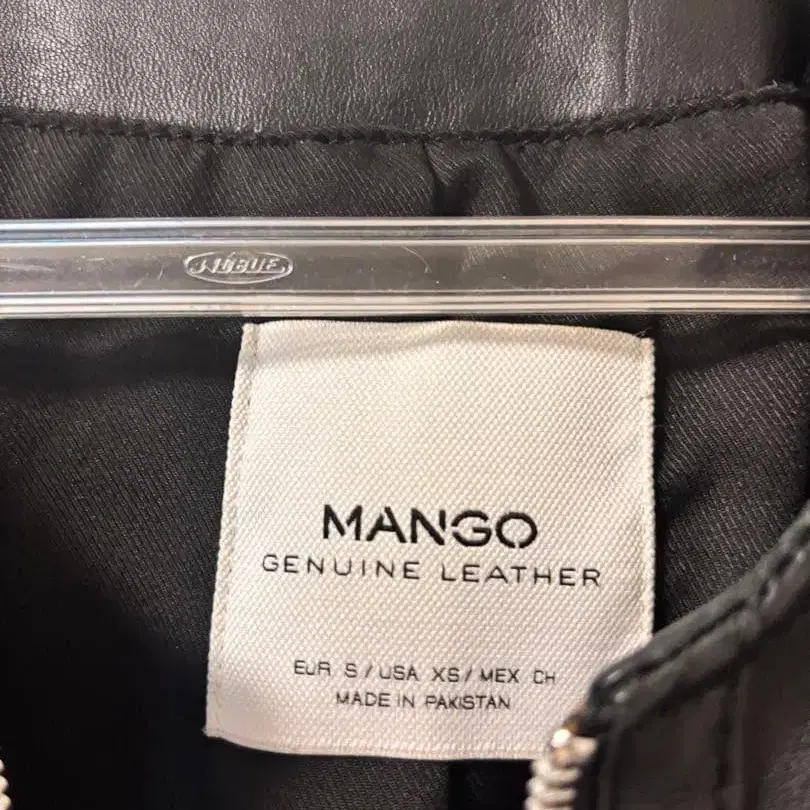 MANGO
GENUINE LEATHER
EUR S / USA XS / MEX CH
MADE IN PAKISTAN